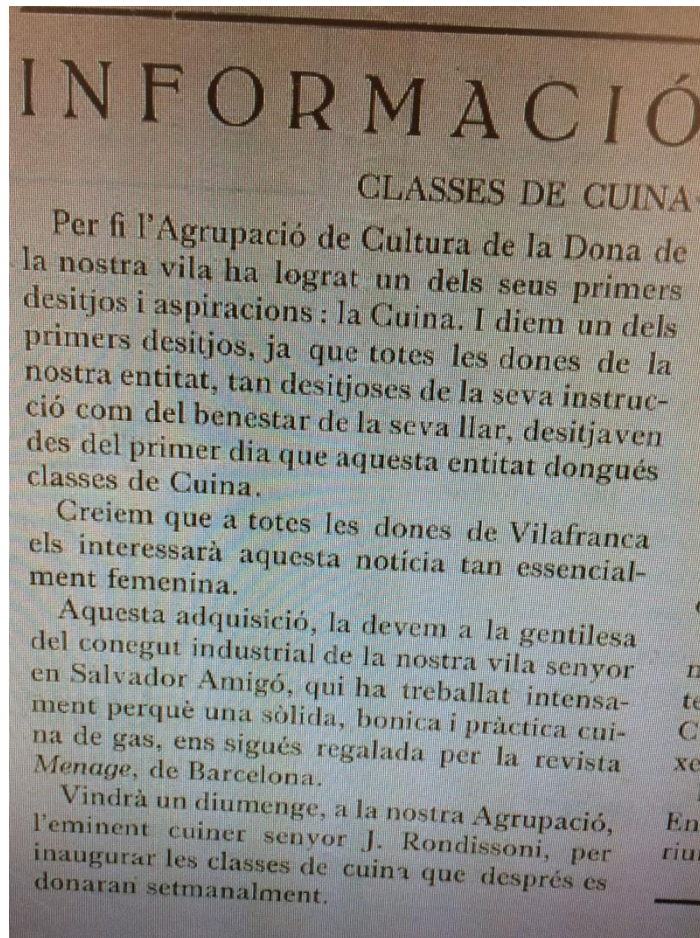 INFORMACIÓ
CLASSES DE CUINA
Per fi l'Agrupació de Cultura de la Dona de
la nostra vila ha lograt un dels seus primers
desitjos i aspiracions: la Cuina. I diem un dels
primers desitjos, ja que totes les dones de la
nostra entitat, tan desitjoses de la seva instruc-
ció com del benestar de la seva llar, desitjaven
des del primer dia que aquesta entitat dongués
classes de Cuina.
Creiem que a totes les dones de Vilafranca
els interessarà aquesta notícia tan essencial-
ment femenina.
Aquesta adquisició, la devem a la gentilesa
del conegut industrial de la nostra vila senyor
en Salvador Amigó, qui ha treballat intensa-
ment perquè una sòlida, bonica i pràctica cui-
na de gas, ens sigués regalada per la revista
Menage, de Barcelona.
Vindrà un diumenge, a la nostra Agrupació,
l'eminent cuiner senyor J. Rondissoni, per
inaugurar les classes de cuina que després es
donaran setmanalment.